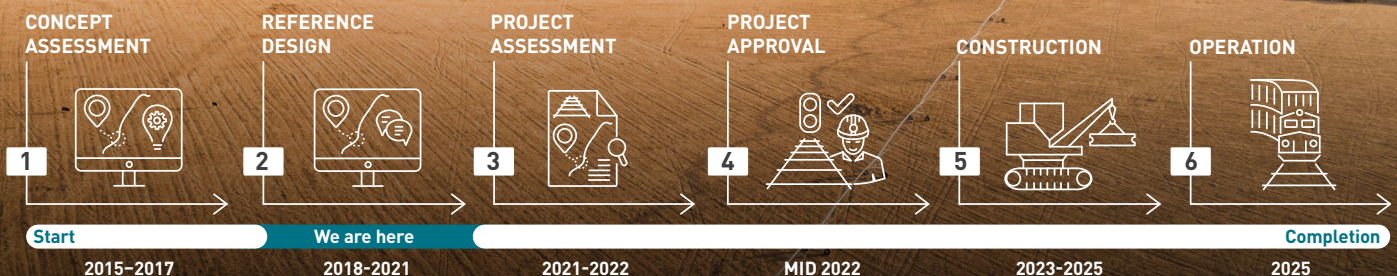 CONCEPT
ASSESSMENT
REFERENCE
DESIGN
PROJECT
ASSESSMENT
PROJECT
APPROVAL
CONSTRUCTION
OPERATION
1
2
3
4
5
6
Start
We are here
Completion
2015–2017
2018-2021
2021-2022
MID 2022
2023-2025
2025